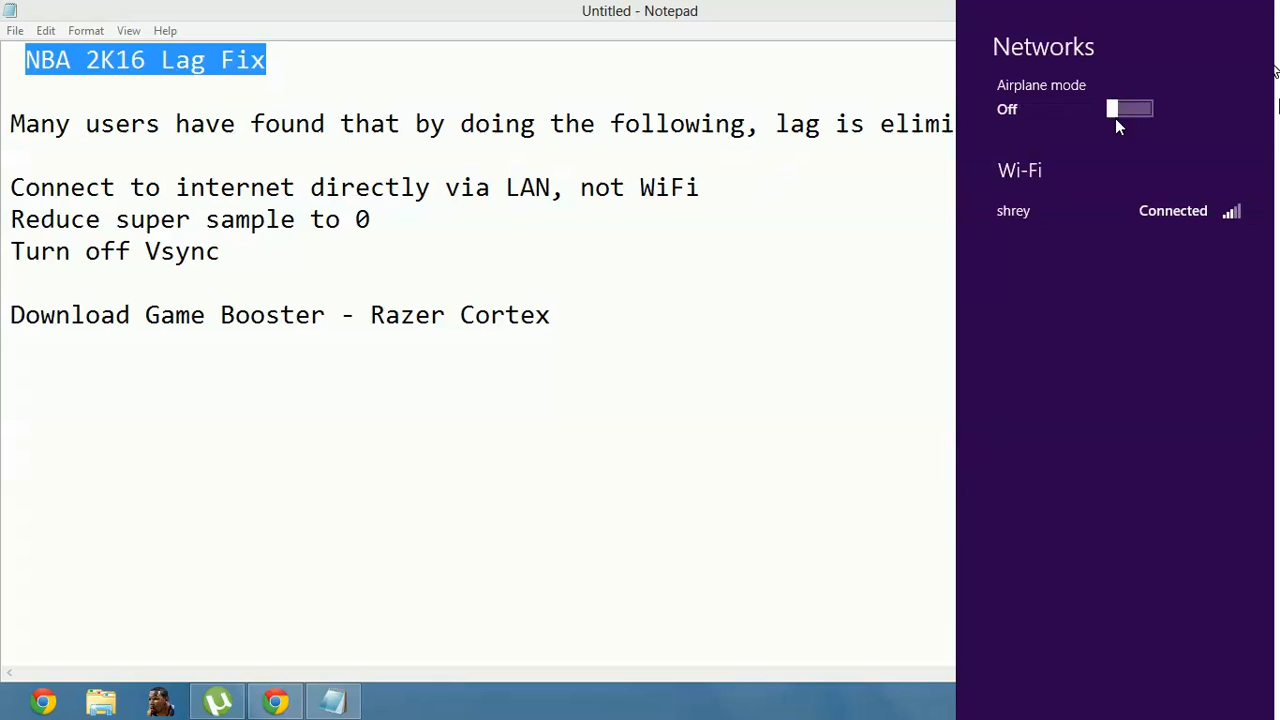 Untitled - Notepad
File Edit Format View Help
NBA 2K16 Lag Fix
Many users have found that by doing the following, lag is elimi
Connect to internet directly via LAN, not WiFi
Reduce super sample to 0
Turn off Vsync
Download Game Booster - Razer Cortex
Networks
Airplane mode
Off
Wi-Fi
shrey Connected